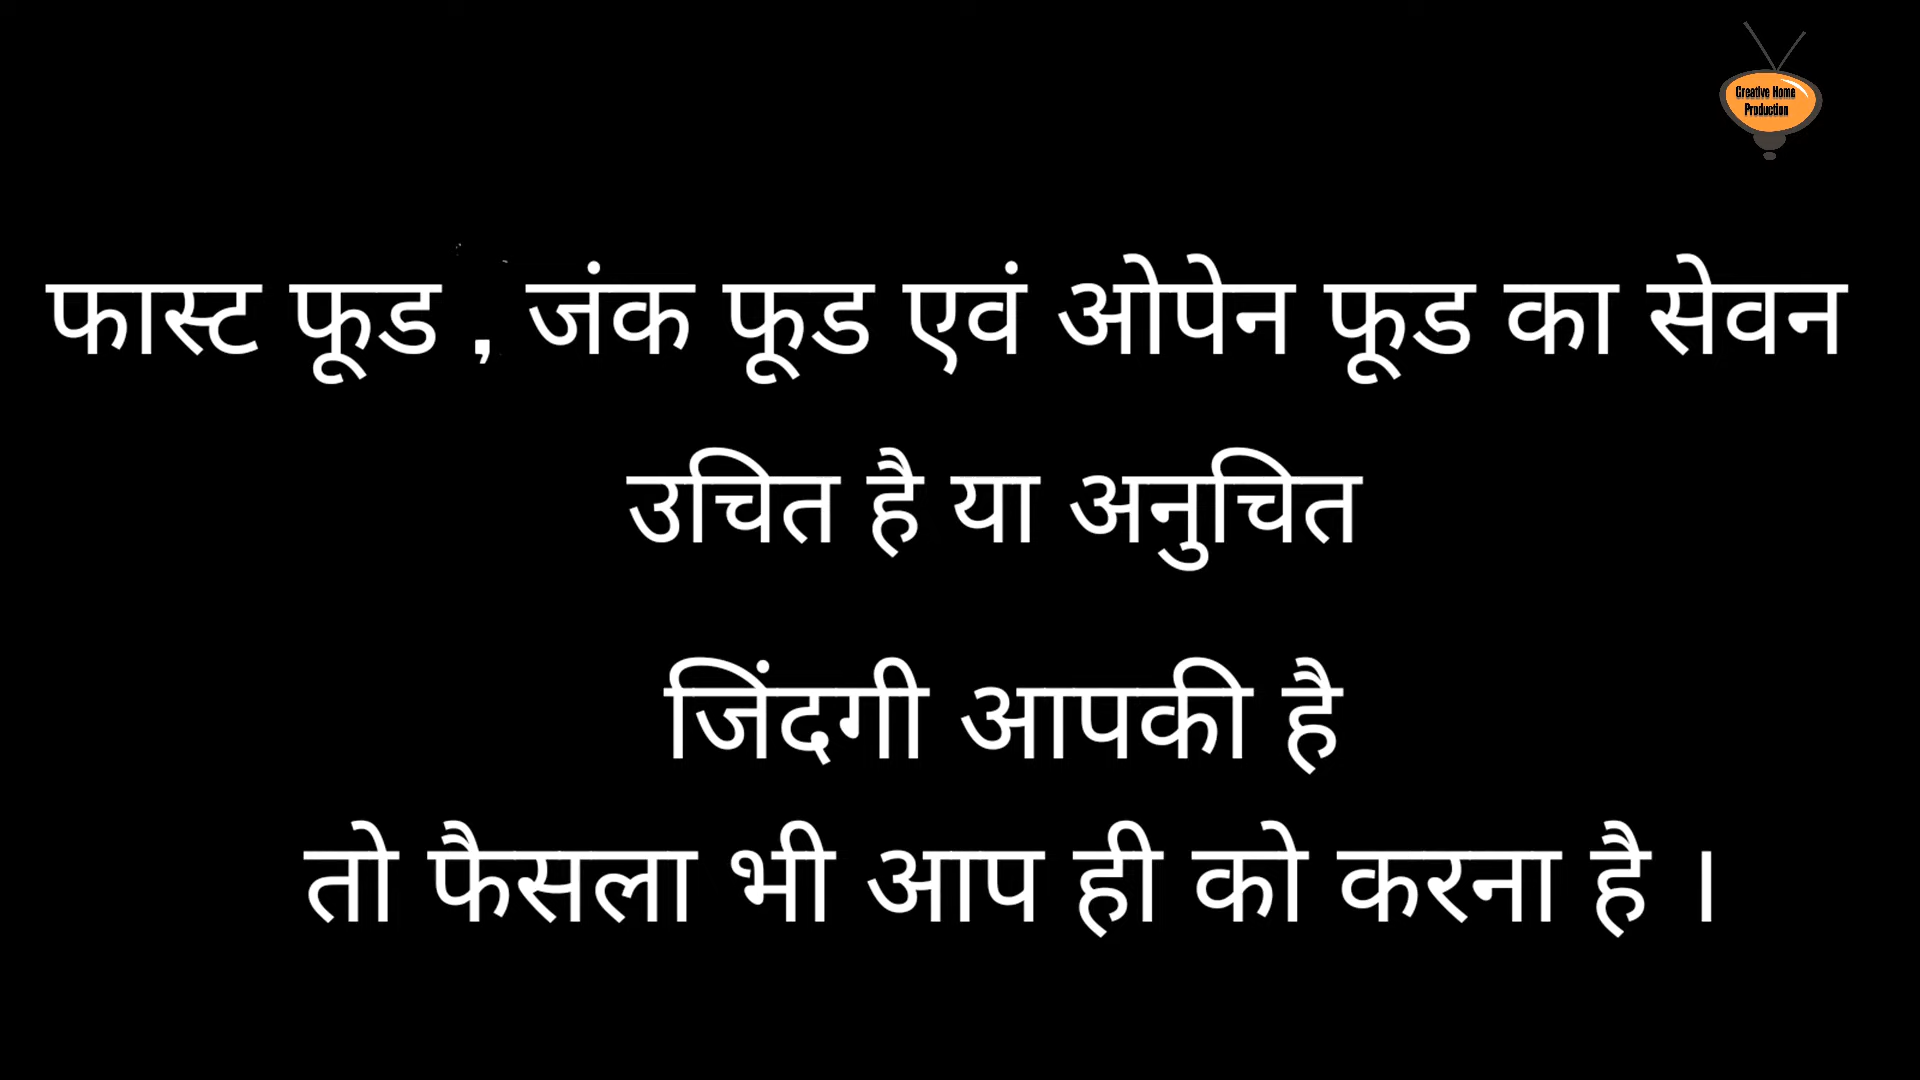 Creative Home
Production
फास्ट फूड , जंक फूड एवं ओपेन फूड का सेवन
उचित है या अनुचित
जिंदगी आपकी है
तो फैसला भी आप ही को करना है ।